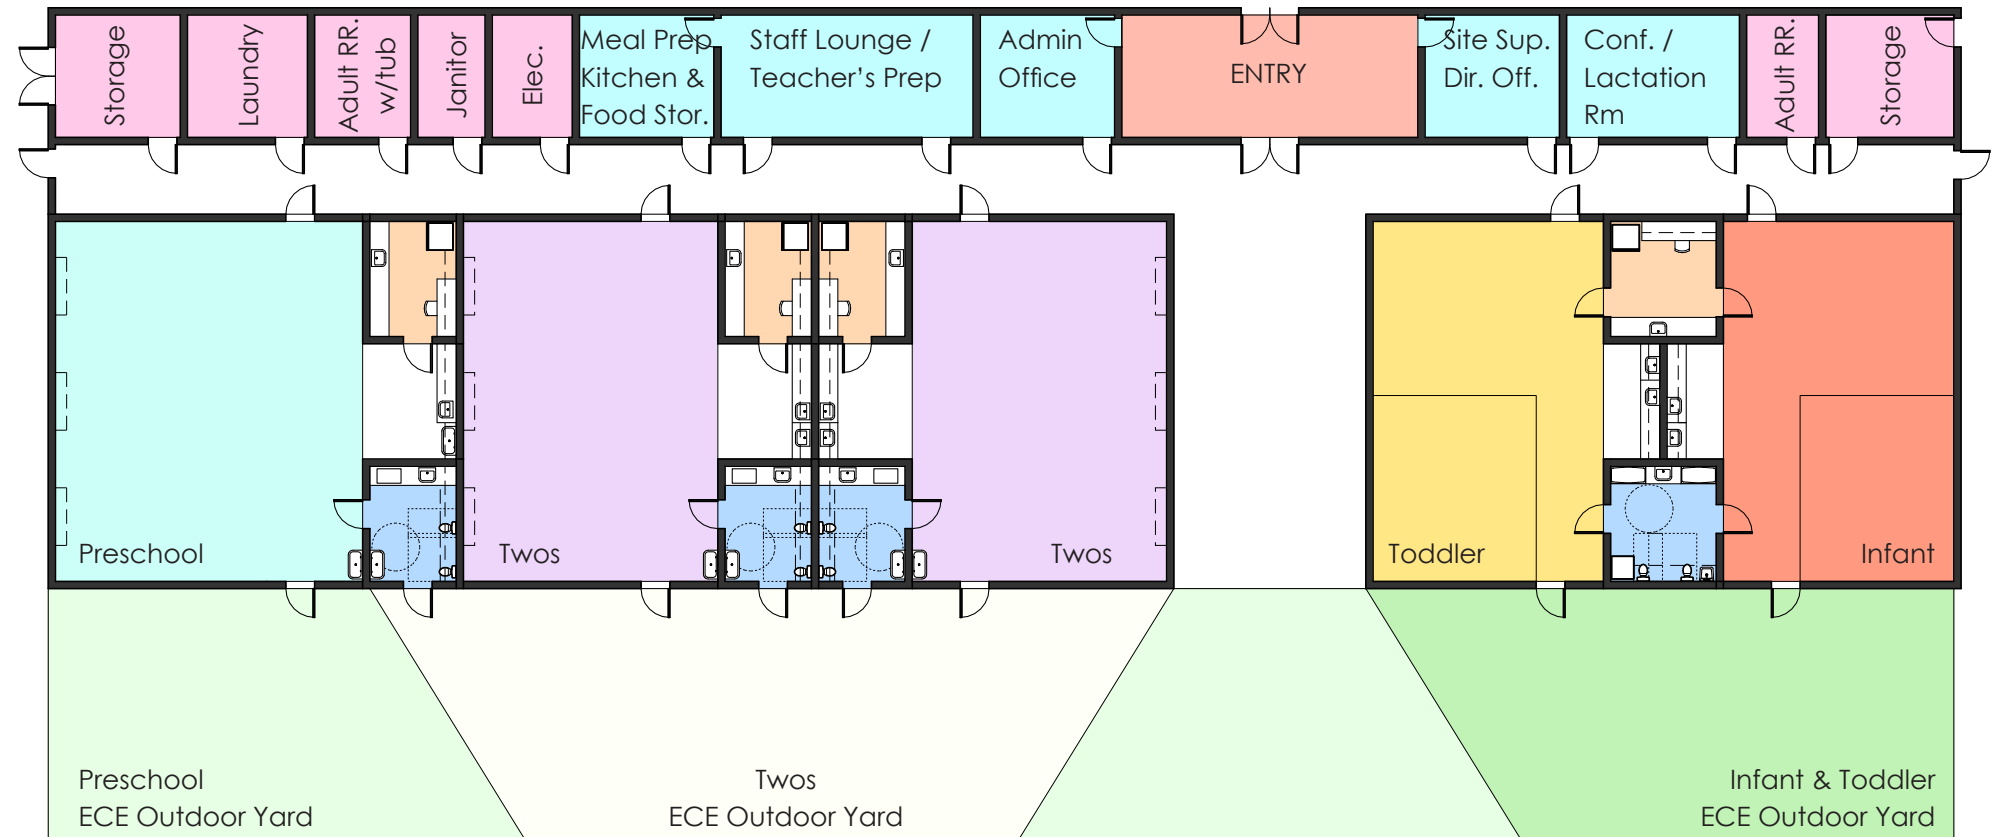 Storage
Laundry
Adult RR.
w/tub
Janitor
Elec.
Meal Prep
Kitchen &
Food Stor.
Staff Lounge /
Teacher’s Prep
Admin
Office
ENTRY
Site Sup.
Dir. Off.
Conf. /
Lactation
Rm
Adult RR.
Storage
Preschool
Twos
Twos
Toddler
Infant
Preschool
ECE Outdoor Yard
Twos
ECE Outdoor Yard
Infant & Toddler
ECE Outdoor Yard